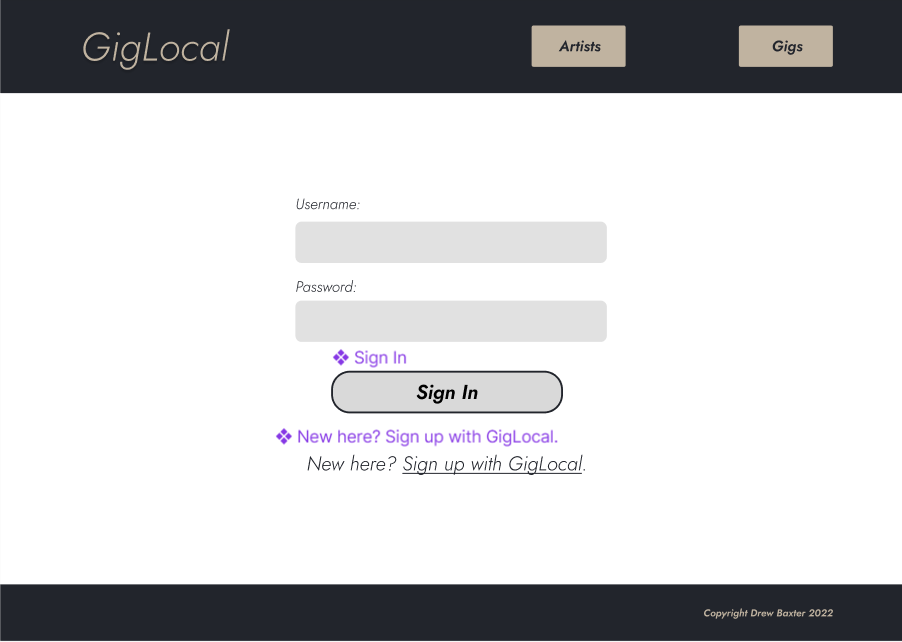 GigLocal
Artists
Gigs
Username:
Password:
Sign In
Sign In
New here? Sign up with GigLocal.
New here? Sign up with GigLocal.
Copyright Drew Baxter 2022